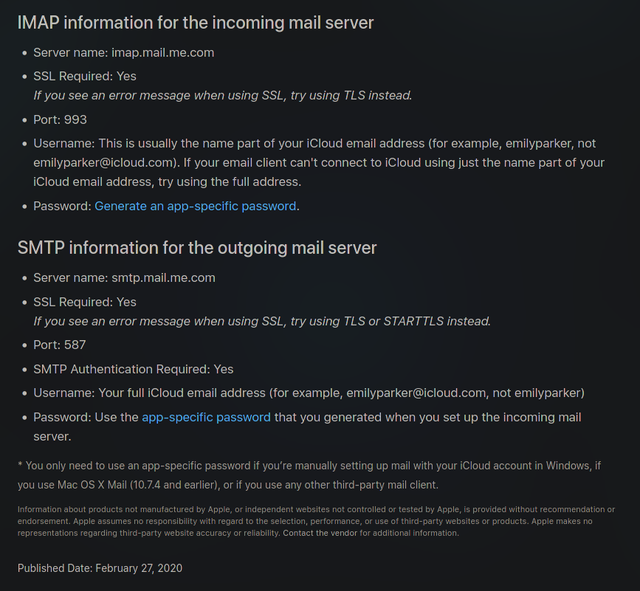 IMAP information for the incoming mail server
• Server name: imap.mail.me.com
• SSL Required: Yes
If you see an error message when using SSL, try using TLS instead.
• Port: 993
• Username: This is usually the name part of your iCloud email address (for example, emilyparker, not
emilyparker@icloud.com). If your email client can't connect to iCloud using just the name part of your
iCloud email address, try using the full address.
• Password: Generate an app-specific password.
SMTP information for the outgoing mail server
• Server name: smtp.mail.me.com
• SSL Required: Yes
If you see an error message when using SSL, try using TLS or STARTTLS instead.
• Port: 587
• SMTP Authentication Required: Yes
• Username: Your full iCloud email address (for example, emilyparker@icloud.com, not emilyparker)
• Password: Use the app-specific password that you generated when you set up the incoming mail
server.
* You only need to use an app-specific password if you’re manually setting up mail with your iCloud account in Windows, if
you use Mac OS X Mail (10.7.4 and earlier), or if you use any other third-party mail client.
Information about products not manufactured by Apple, or independent websites not controlled or tested by Apple, is provided without recommendation or
endorsement. Apple assumes no responsibility with regard to the selection, performance, or use of third-party websites or products. Apple makes no
representations regarding third-party website accuracy or reliability. Contact the vendor for additional information.
Published Date: February 27, 2020